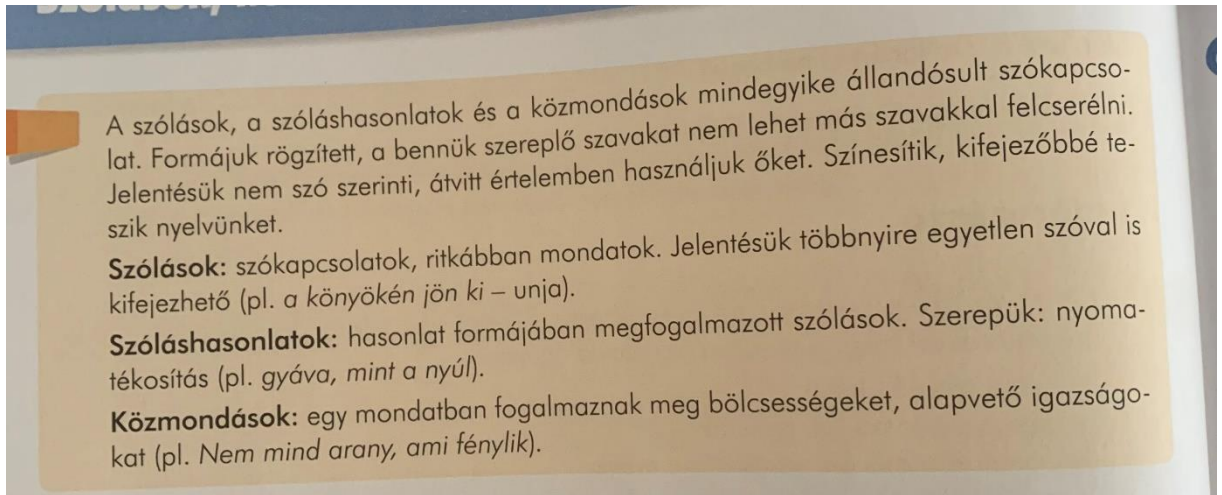 A szólások, a szóláshasonlatok és a közmondások mindegyike állandósult szókapcso-
lat. Formájuk rögzített, a bennük szereplő szavakat nem lehet más szavakkal felcserélni.
Jelentésük nem szó szerinti, átvitt értelemben használjuk őket. Színesítik, kifejezőbbé te-
szik nyelvünket.
Szólások: szókapcsolatok, ritkábban mondatok. Jelentésük többnyire egyetlen szóval is
kifejezhető (pl. a könyökén jön ki – unja).
Szóláshasonlatok: hasonlat formájában megfogalmazott szólások. Szerepük: nyoma-
tékosítás (pl. gyáva, mint a nyúl).
Közmondások: egy mondatban fogalmaznak meg bölcsességeket, alapvető igazságo-
kat (pl. Nem mind arany, ami fénylik).